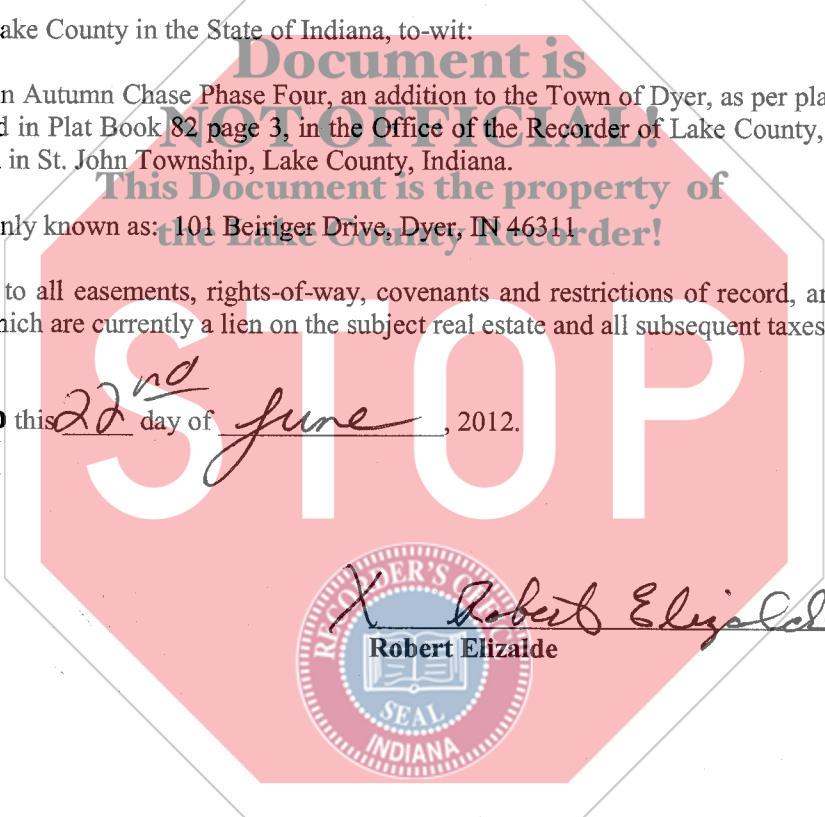 ake County in the State of Indiana, to-wit:
Document is
n Autumn Chase Phase Four, an addition to the Town of Dyer, as per pla
NOT OFFICIAL!
d in Plat Book 82 page 3, in the Office of the Recorder of Lake County,
in St. John Township, Lake County, Indiana.
This Document is the property of
nly known as: 101 Beiriger Drive, Dyer, IN 46311
the Lake County Recorder!
to all easements, rights-of-way, covenants and restrictions of record, an
hich are currently a lien on the subject real estate and all subsequent taxes
STOP
this 22nd day of June, 2012.
X Robert Elizald
Robert Elizalde
RECORDER'S OFFICE
SEAL
INDIANA